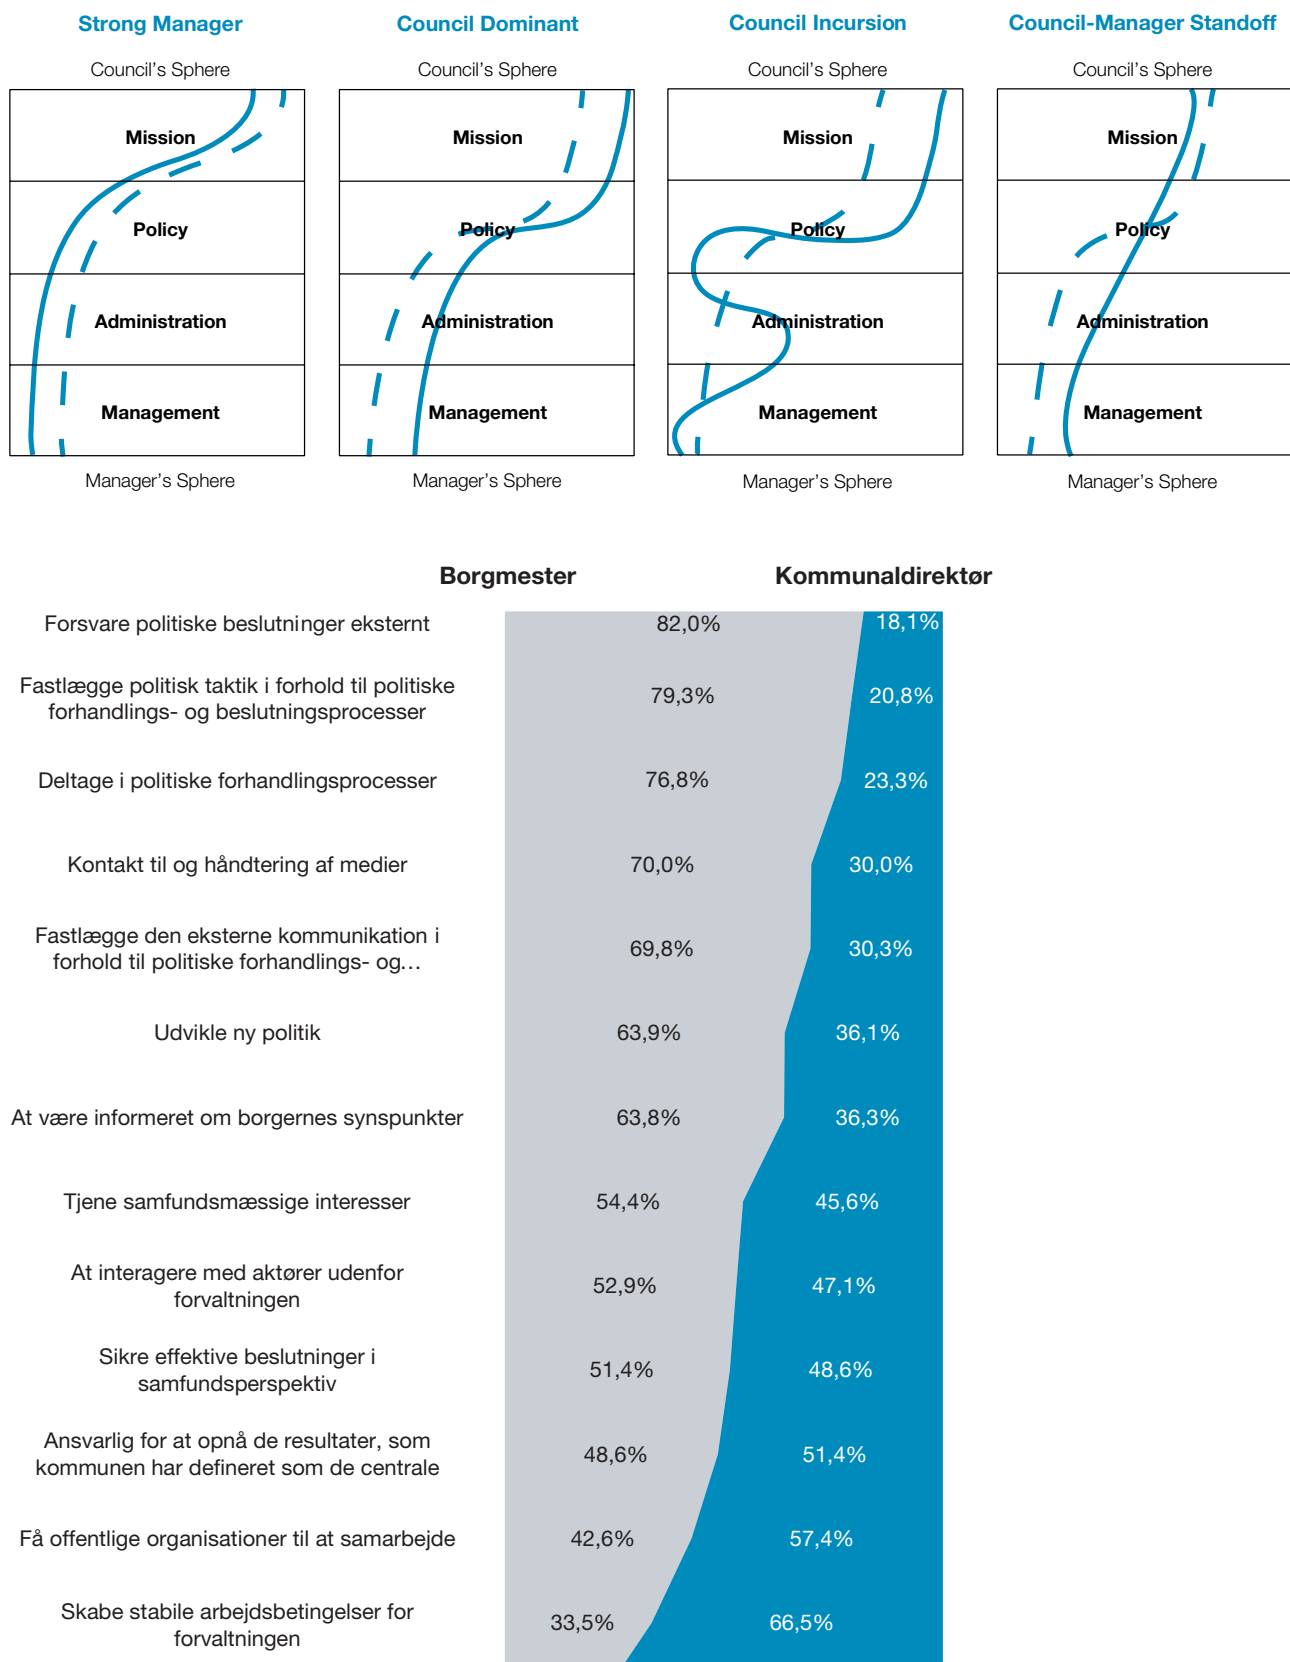 Strong Manager
Council's Sphere
Mission
Policy
Administration
Management
Manager's Sphere
Council Dominant
Council's Sphere
Mission
Policy
Administration
Management
Manager's Sphere
Council Incursion
Council's Sphere
Mission
Policy
Administration
Management
Manager's Sphere
Council-Manager Standoff
Council's Sphere
Mission
Policy
Administration
Management
Manager's Sphere
Borgmester Kommunaldirektør
Forsvare politiske beslutninger eksternt 82,0% 18,1%
Fastlægge politisk taktik i forhold til politiske
forhandlings- og beslutningsprocesser
79,3% 20,8%
Deltage i politiske forhandlingsprocesser 76,8% 23,3%
Kontakt til og håndtering af medier 70,0% 30,0%
Fastlægge den eksterne kommunikation i
forhold til politiske forhandlings- og...
69,8% 30,3%
Udvikle ny politik 63,9% 36,1%
At være informeret om borgernes synspunkter 63,8% 36,3%
Tjene samfundsmæssige interesser 54,4% 45,6%
At interagere med aktører udenfor
forvaltningen
52,9% 47,1%
Sikre effektive beslutninger i
samfundsperspektiv
51,4% 48,6%
Ansvarlig for at opnå de resultater, som
kommunen har defineret som de centrale
48,6% 51,4%
Få offentlige organisationer til at samarbejde 42,6% 57,4%
Skabe stabile arbejdsbetingelser for
forvaltningen
33,5% 66,5%